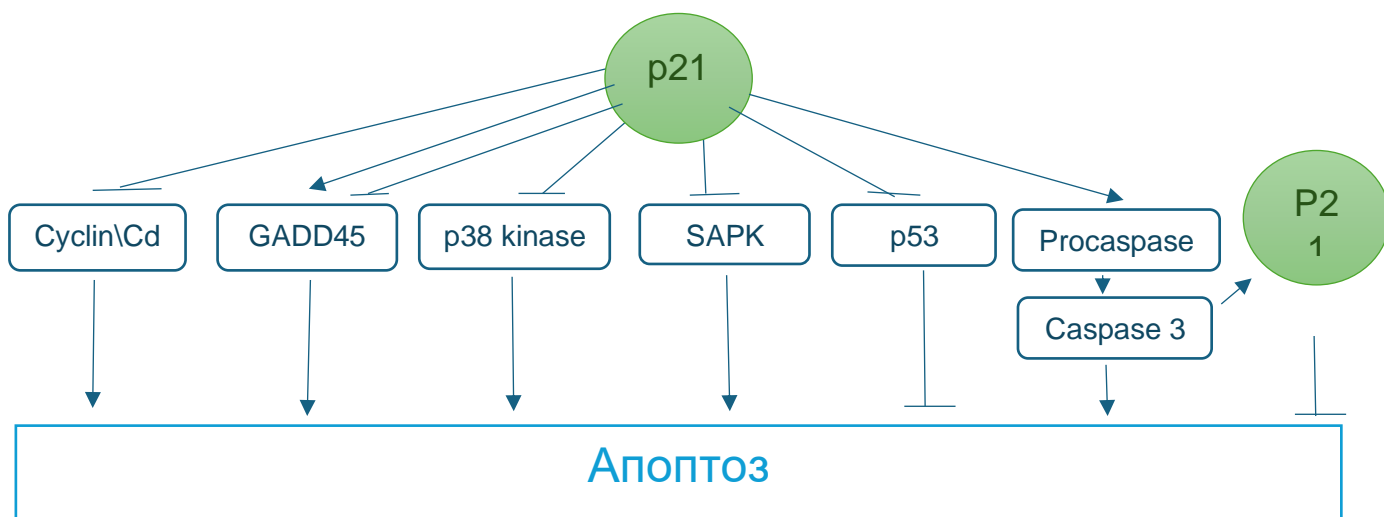 p21
Cyclin\Cd
GADD45
p38 kinase
SAPK
p53
Procaspase
P2
1
Caspase 3
Апоптоз